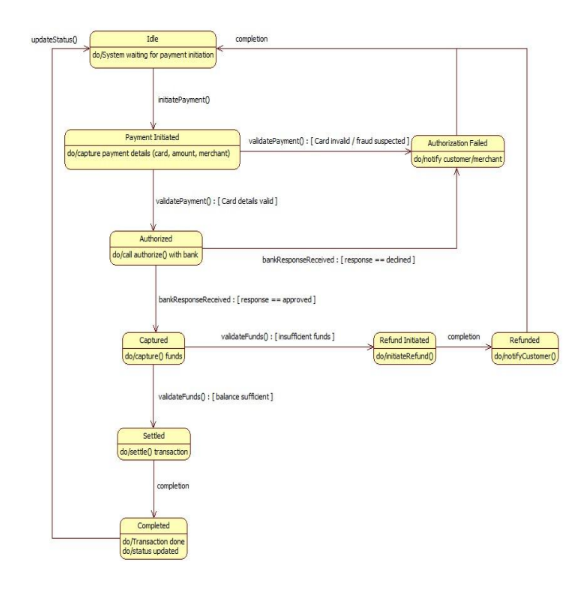 updateStatus()
Idle
completion
do/System waiting for payment initiation
initiatePayment()
Payment Initiated
validatePayment() : [ Card invalid / fraud suspected ]
Authorization Failed
do/capture payment details (card, amount, merchant)
do/notify customer/merchant
validatePayment() : [ Card details valid ]
Authorized
do/call authorize() with bank
bankResponseReceived : [ response == declined ]
bankResponseReceived : [ response == approved ]
Captured
validateFunds() : [ insufficient funds ]
Refund Initiated
completion
Refunded
do/capture() funds
do/initiateRefund()
do/notifyCustomer()
validateFunds() : [ balance sufficient ]
Settled
do/settle() transaction
completion
Completed
do/Transaction done
do/status updated